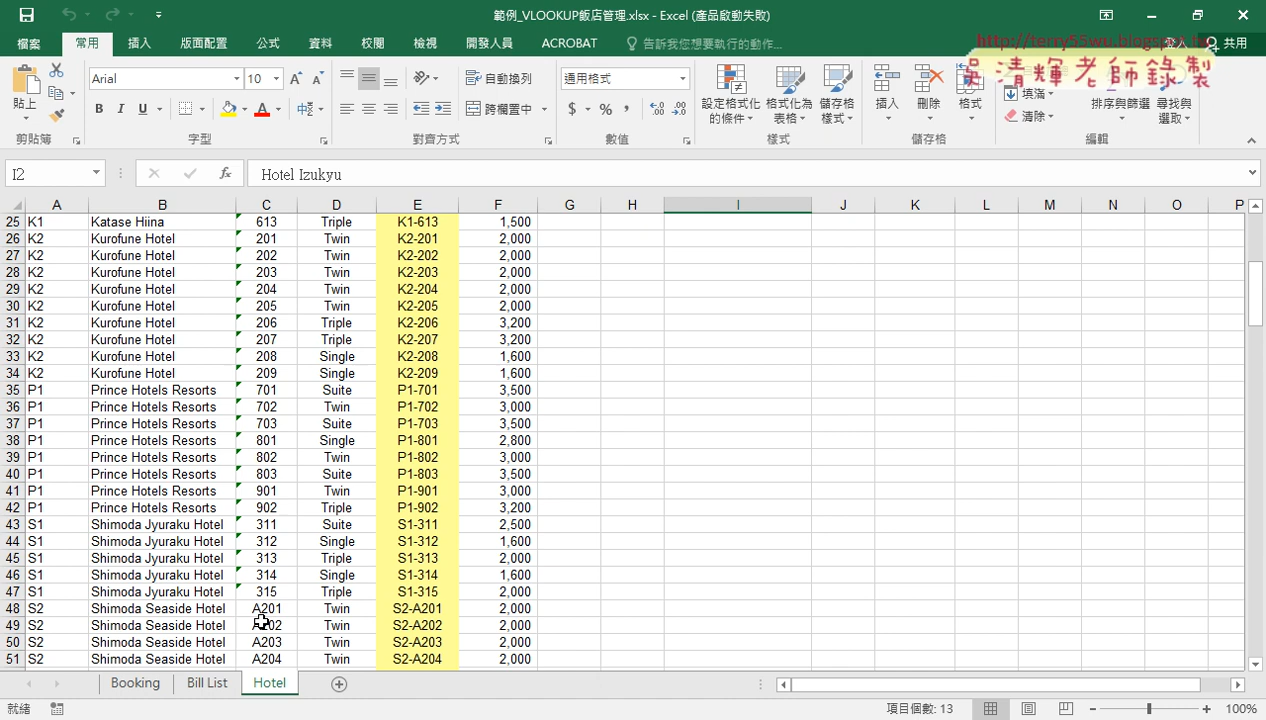 範例_VLOOKUP飯店管理.xlsx - Excel (產品啟動失敗)
檔案 常用 插入 版面配置 公式 資料 校閱 檢視 開發人員 ACROBAT 告訴我您想要執行的動作... 登入 共用
http://terry55wu.blogspot.tw
吳清輝老師錄製
貼上 Arial 10 自動換列 通用格式 設定格式化的條件 格式化為表格 儲存格樣式 插入 刪除 格式 填滿 排序與篩選 尋找與選取
B I U 中 跨欄置中 $ % , 清除
剪貼簿 字型 對齊方式 數值 樣式 儲存格 編輯
I2 fx Hotel Izukyu
A B C D E F G H I J K L M N O P
25 K1 Katase Hiina 613 Triple K1-613 1,500
26 K2 Kurofune Hotel 201 Twin K2-201 2,000
27 K2 Kurofune Hotel 202 Twin K2-202 2,000
28 K2 Kurofune Hotel 203 Twin K2-203 2,000
29 K2 Kurofune Hotel 204 Twin K2-204 2,000
30 K2 Kurofune Hotel 205 Twin K2-205 2,000
31 K2 Kurofune Hotel 206 Triple K2-206 3,200
32 K2 Kurofune Hotel 207 Triple K2-207 3,200
33 K2 Kurofune Hotel 208 Single K2-208 1,600
34 K2 Kurofune Hotel 209 Single K2-209 1,600
35 P1 Prince Hotels Resorts 701 Suite P1-701 3,500
36 P1 Prince Hotels Resorts 702 Twin P1-702 3,000
37 P1 Prince Hotels Resorts 703 Suite P1-703 3,500
38 P1 Prince Hotels Resorts 801 Single P1-801 2,800
39 P1 Prince Hotels Resorts 802 Twin P1-802 3,000
40 P1 Prince Hotels Resorts 803 Suite P1-803 3,500
41 P1 Prince Hotels Resorts 901 Twin P1-901 3,000
42 P1 Prince Hotels Resorts 902 Triple P1-902 3,200
43 S1 Shimoda Jyuraku Hotel 311 Suite S1-311 2,500
44 S1 Shimoda Jyuraku Hotel 312 Single S1-312 1,600
45 S1 Shimoda Jyuraku Hotel 313 Triple S1-313 2,000
46 S1 Shimoda Jyuraku Hotel 314 Single S1-314 1,600
47 S1 Shimoda Jyuraku Hotel 315 Triple S1-315 2,000
48 S2 Shimoda Seaside Hotel A201 Twin S2-A201 2,000
49 S2 Shimoda Seaside Hotel A202 Twin S2-A202 2,000
50 S2 Shimoda Seaside Hotel A203 Twin S2-A203 2,000
51 S2 Shimoda Seaside Hotel A204 Twin S2-A204 2,000
Booking Bill List Hotel
就緒 項目個數: 13 100%